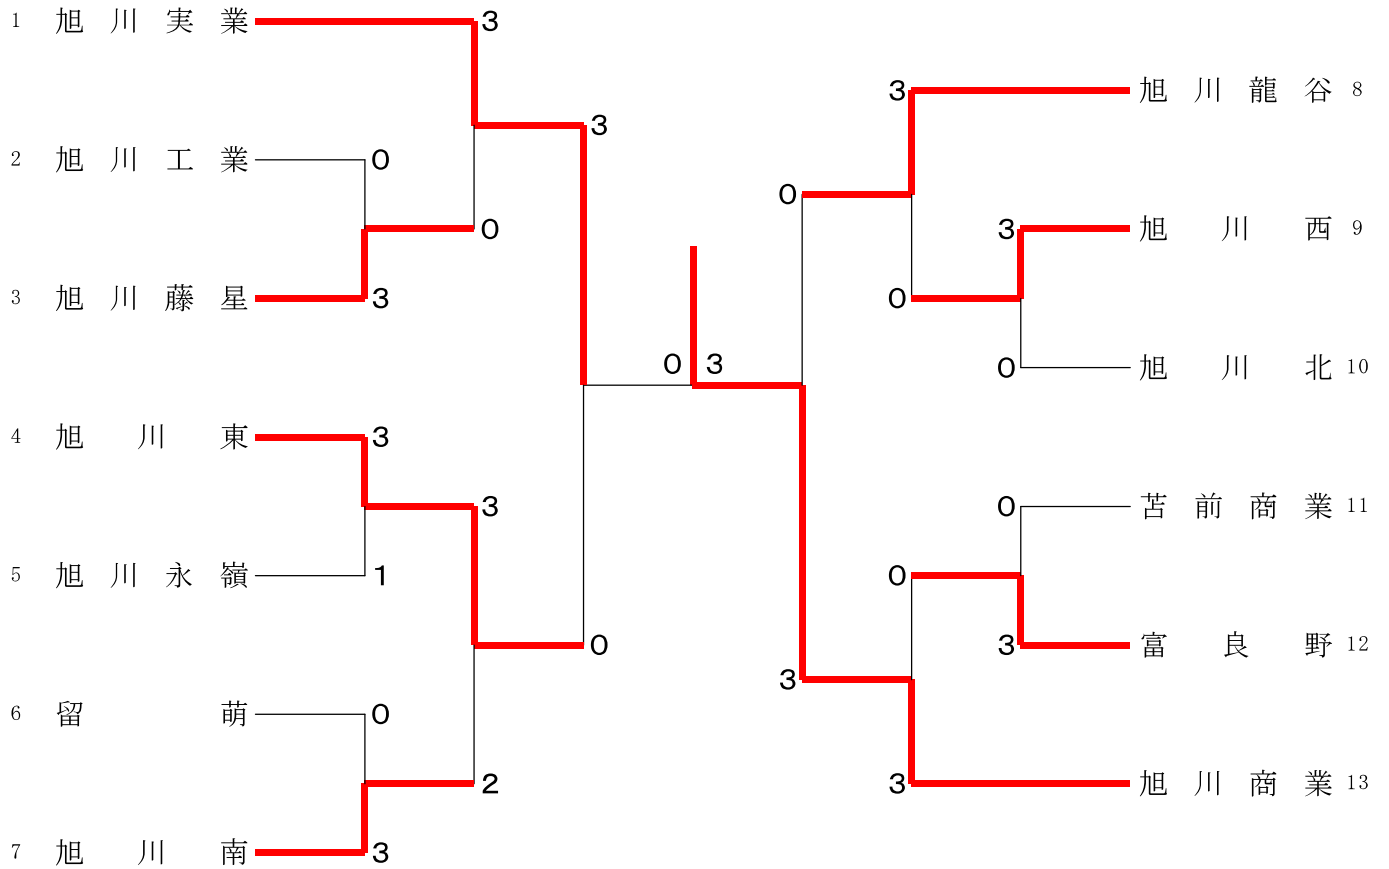 1 旭川実業 3
3
2 旭川工業 0
0
3 旭川藤星 3
0 3
4 旭川東 3
3
5 旭川永嶺 1
0
6 留萌 0
2
7 旭川南 3
3 旭川龍谷 8
0
3 旭川西 9
0
0 旭川北 10
0 苫前商業 11
0
3 富良野 12
3
3 旭川商業 13